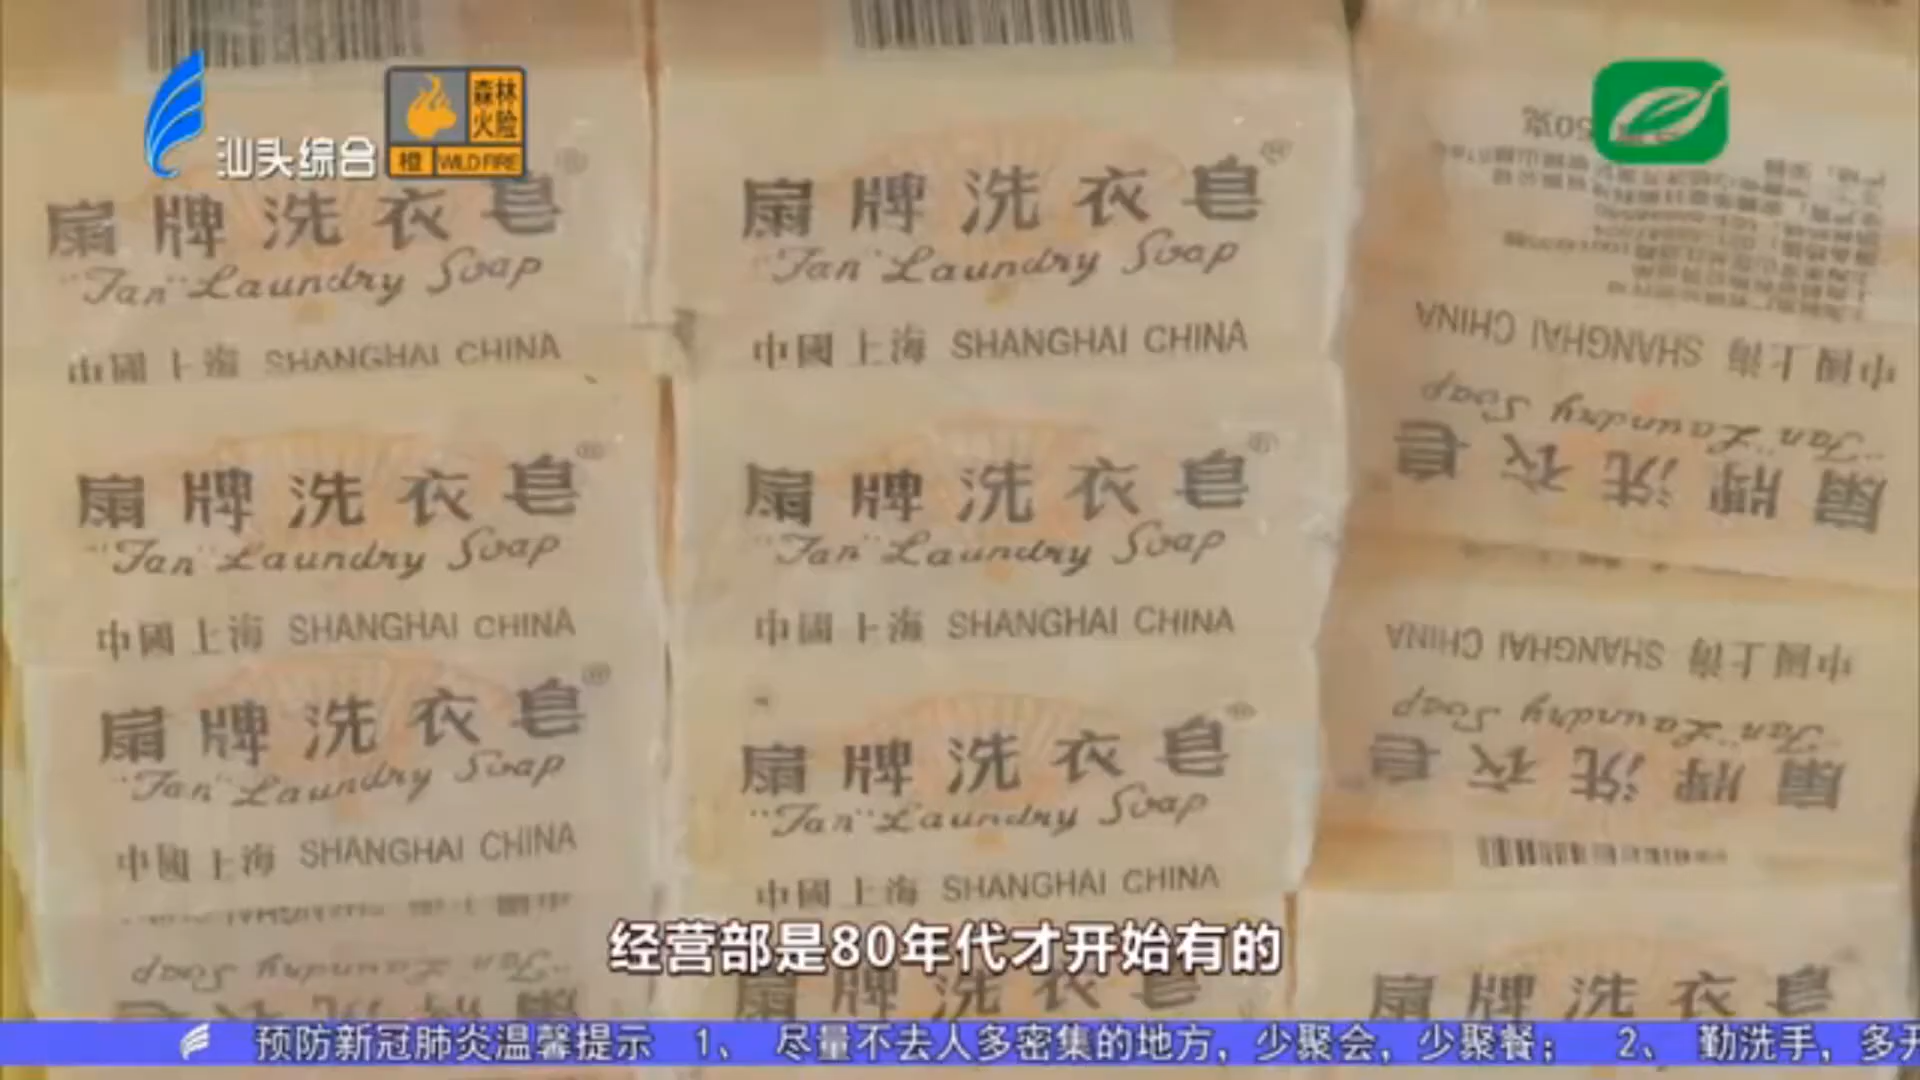 汕头综合
森林
火险
橙 WILD FIRE
扇牌洗衣皂
"Fan" Laundry Soap
中國上海 SHANGHAI CHINA
扇牌洗衣皂
"Fan" Laundry Soap
中國上海 SHANGHAI CHINA
扇牌洗衣皂
"Fan" Laundry Soap
中國上海 SHANGHAI CHINA
扇牌洗衣皂
"Fan" Laundry Soap
扇牌洗衣皂
"Fan" Laundry Soap
中國上海 SHANGHAI CHINA
扇牌洗衣皂
"Fan" Laundry Soap
中國上海 SHANGHAI CHINA
扇牌洗衣皂
"Fan" Laundry Soap
中國上海 SHANGHAI CHINA
扇牌洗衣皂
中國上海 SHANGHAI CHINA
"Fan" Laundry Soap
扇牌洗衣皂
中國上海 SHANGHAI CHINA
"Fan" Laundry Soap
扇牌洗衣皂
扇牌洗衣皂
经营部是80年代才开始有的
预防新冠肺炎温馨提示 1、 尽量不去人多密集的地方，少聚会，少聚餐； 2、 勤洗手，多开